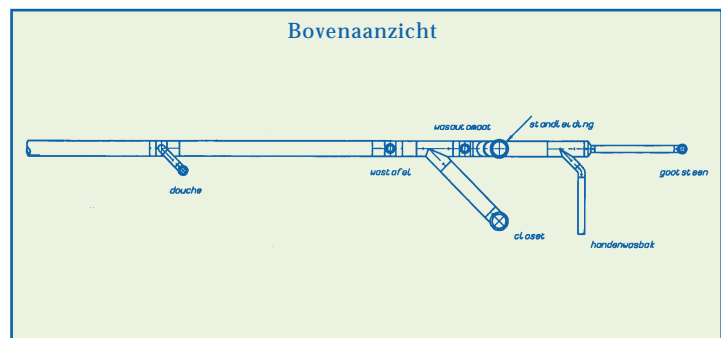 Bovenaanzicht
wasautomaat
standleiding
douche
wastafel
gootsteen
closet
handenwasbak